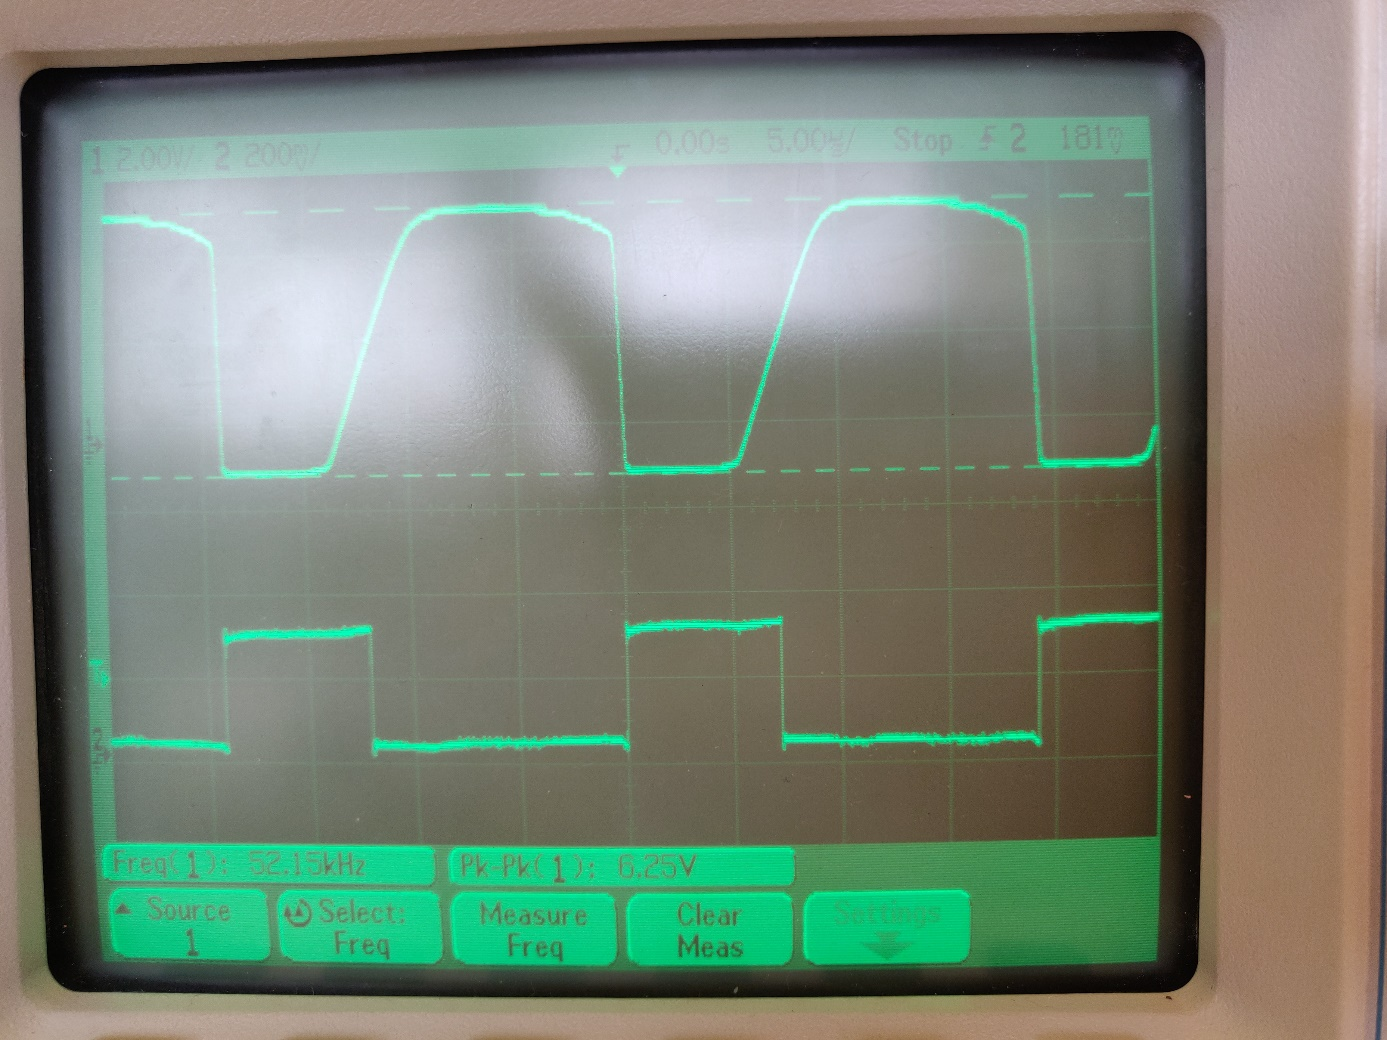 1 2.00V/ 2 200mV/ 0.00s 5.00µs/ Stop 2 181mV
Freq(1): 52.15kHz Pk-Pk(1): 6.25V
Source Select: Measure Clear Settings
1 Freq Freq Meas